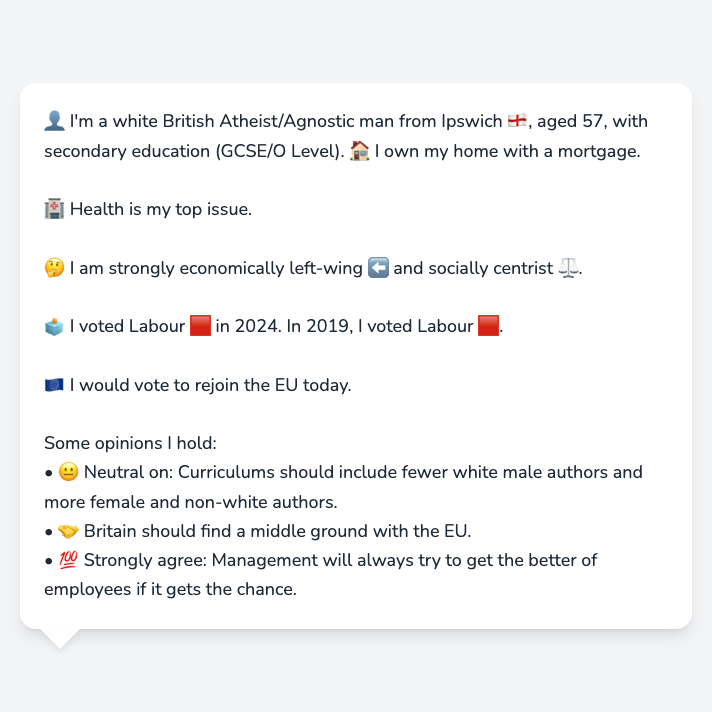 👤 I'm a white British Atheist/Agnostic man from Ipswich 🏴󠁧󠁢󠁥󠁮󠁧󠁿, aged 57, with
secondary education (GCSE/O Level). 🏠 I own my home with a mortgage.
🏥 Health is my top issue.
🤔 I am strongly economically left-wing ⬅️ and socially centrist ⚖️.
🗳️ I voted Labour 🟥 in 2024. In 2019, I voted Labour 🟥.
🇪🇺 I would vote to rejoin the EU today.
Some opinions I hold:
• 😐 Neutral on: Curriculums should include fewer white male authors and
more female and non-white authors.
• 🤝 Britain should find a middle ground with the EU.
• 💯 Strongly agree: Management will always try to get the better of
employees if it gets the chance.